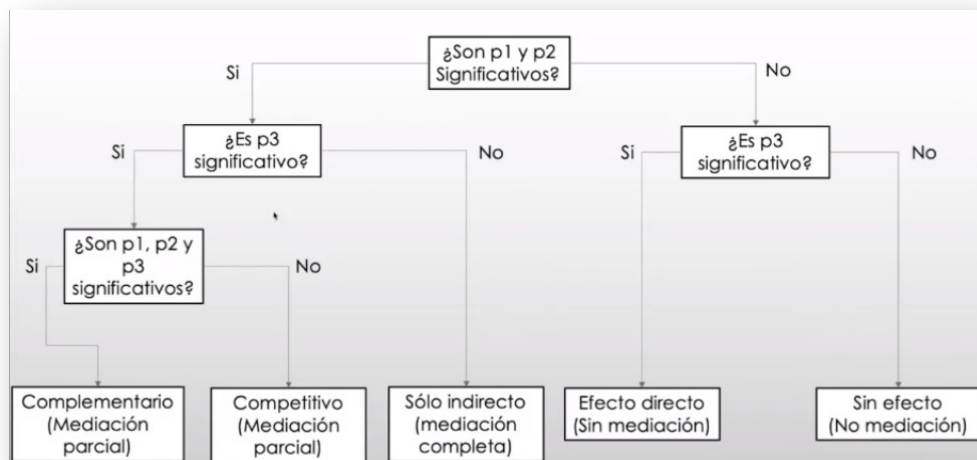 ¿Son p1 y p2
Significativos?
Si
No
¿Es p3
significativo?
Si
No
¿Es p3
significativo?
Si
No
¿Son p1, p2 y
p3
significativos?
Si
No
Complementario
(Mediación
parcial)
Competitivo
(Mediación
parcial)
Sólo indirecto
(mediación
completa)
Efecto directo
(Sin mediación)
Sin efecto
(No mediación)